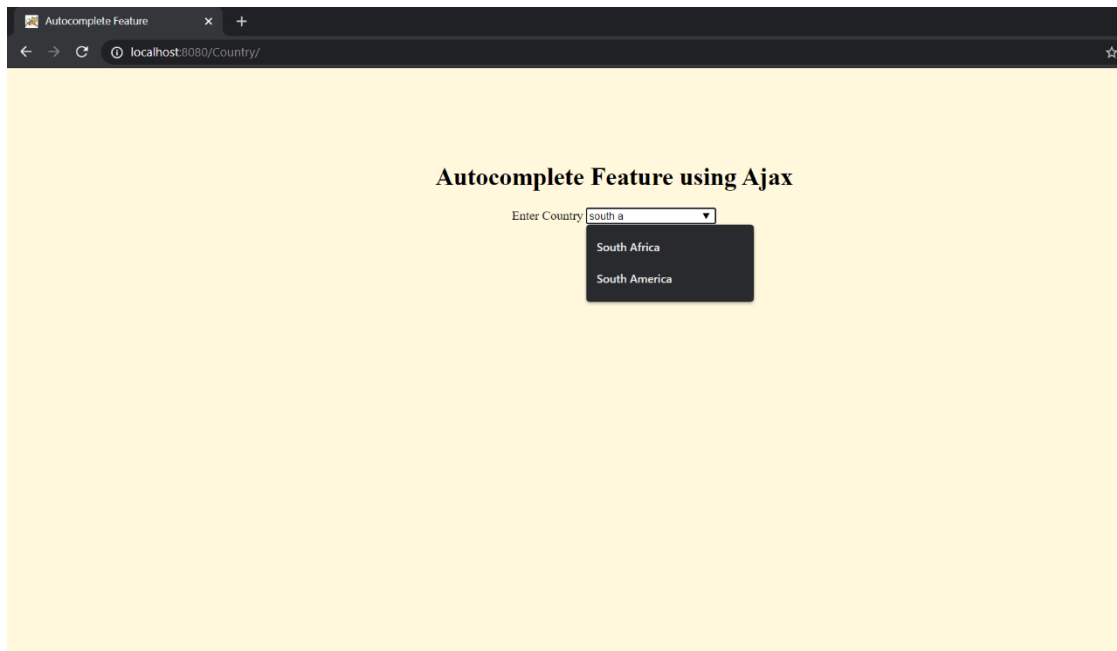 Autocomplete Feature
localhost:8080/Country/
Autocomplete Feature using Ajax
Enter Country south a
South Africa
South America